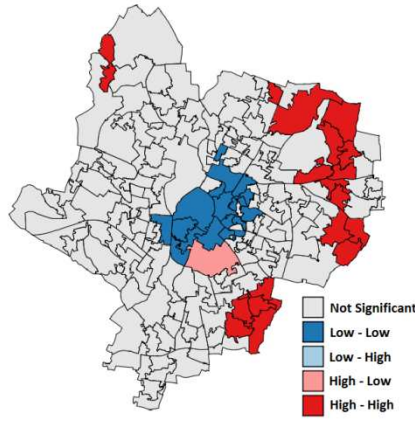 Not Significant
Low - Low
Low - High
High - Low
High - High